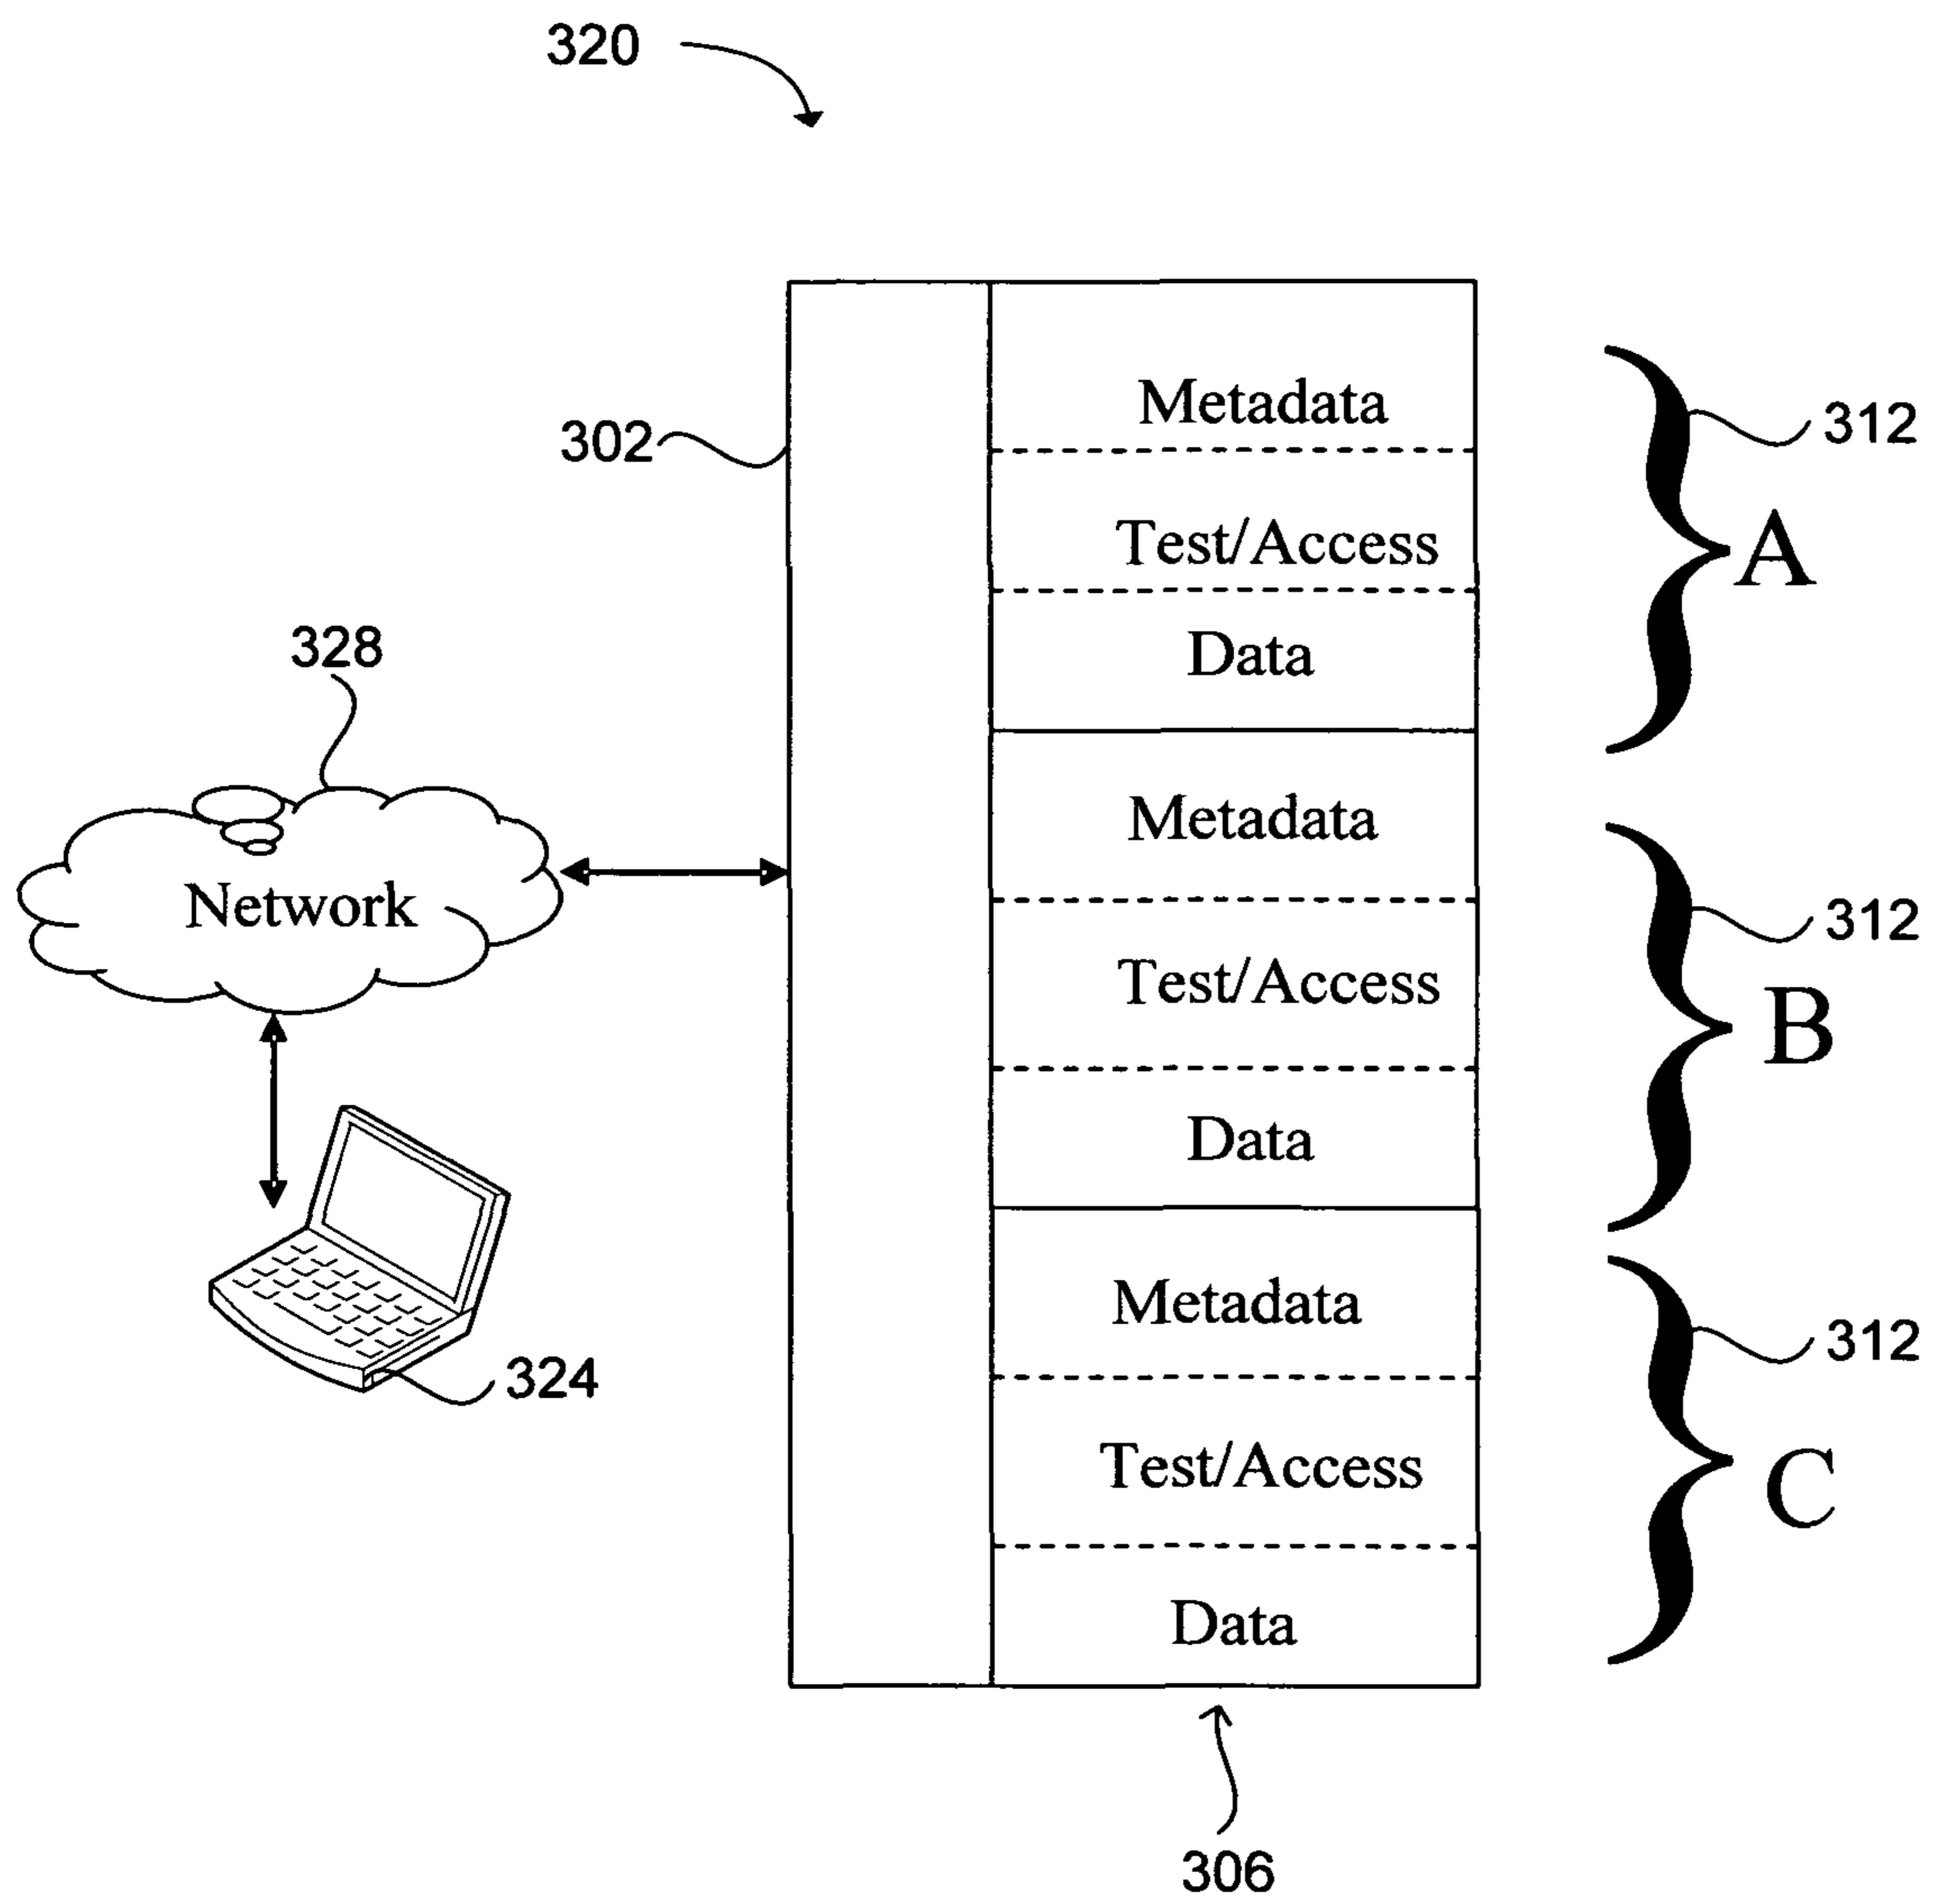 320
Metadata
302
312
Test/Access
A
328
Data
Metadata
Network
312
Test/Access
B
Data
Metadata
312
324
Test/Access
C
Data
306